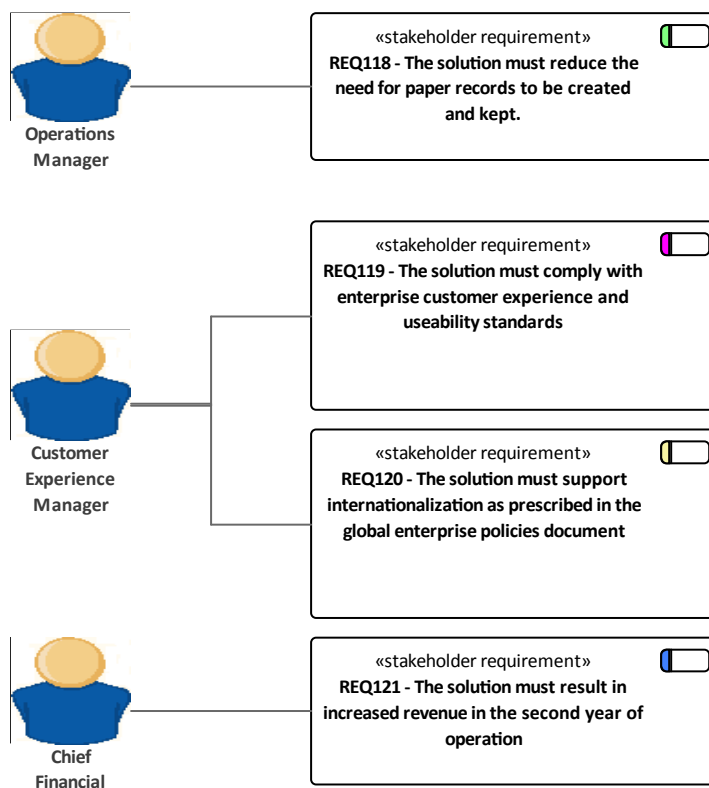 «stakeholder requirement»
REQ118 - The solution must reduce the
need for paper records to be created
and kept.
Operations
Manager
«stakeholder requirement»
REQ119 - The solution must comply with
enterprise customer experience and
useability standards
Customer
Experience
Manager
«stakeholder requirement»
REQ120 - The solution must support
internationalization as prescribed in the
global enterprise policies document
«stakeholder requirement»
REQ121 - The solution must result in
increased revenue in the second year of
operation
Chief
Financial